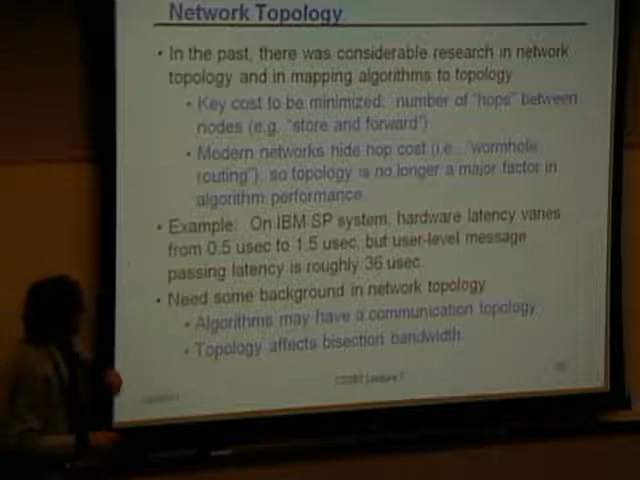 Network Topology
• In the past, there was considerable research in network
topology and in mapping algorithms to topology
• Key cost to be minimized: number of "hops" between
nodes (e.g. "store and forward")
• Modern networks hide hop cost (i.e., "wormhole
routing"), so topology is no longer a major factor in
algorithm performance.
• Example: On IBM SP system, hardware latency varies
from 0.5 usec to 1.5 usec, but user-level message
passing latency is roughly 36 usec.
• Need some background in network topology
• Algorithms may have a communication topology
• Topology affects bisection bandwidth.
Lecture 7